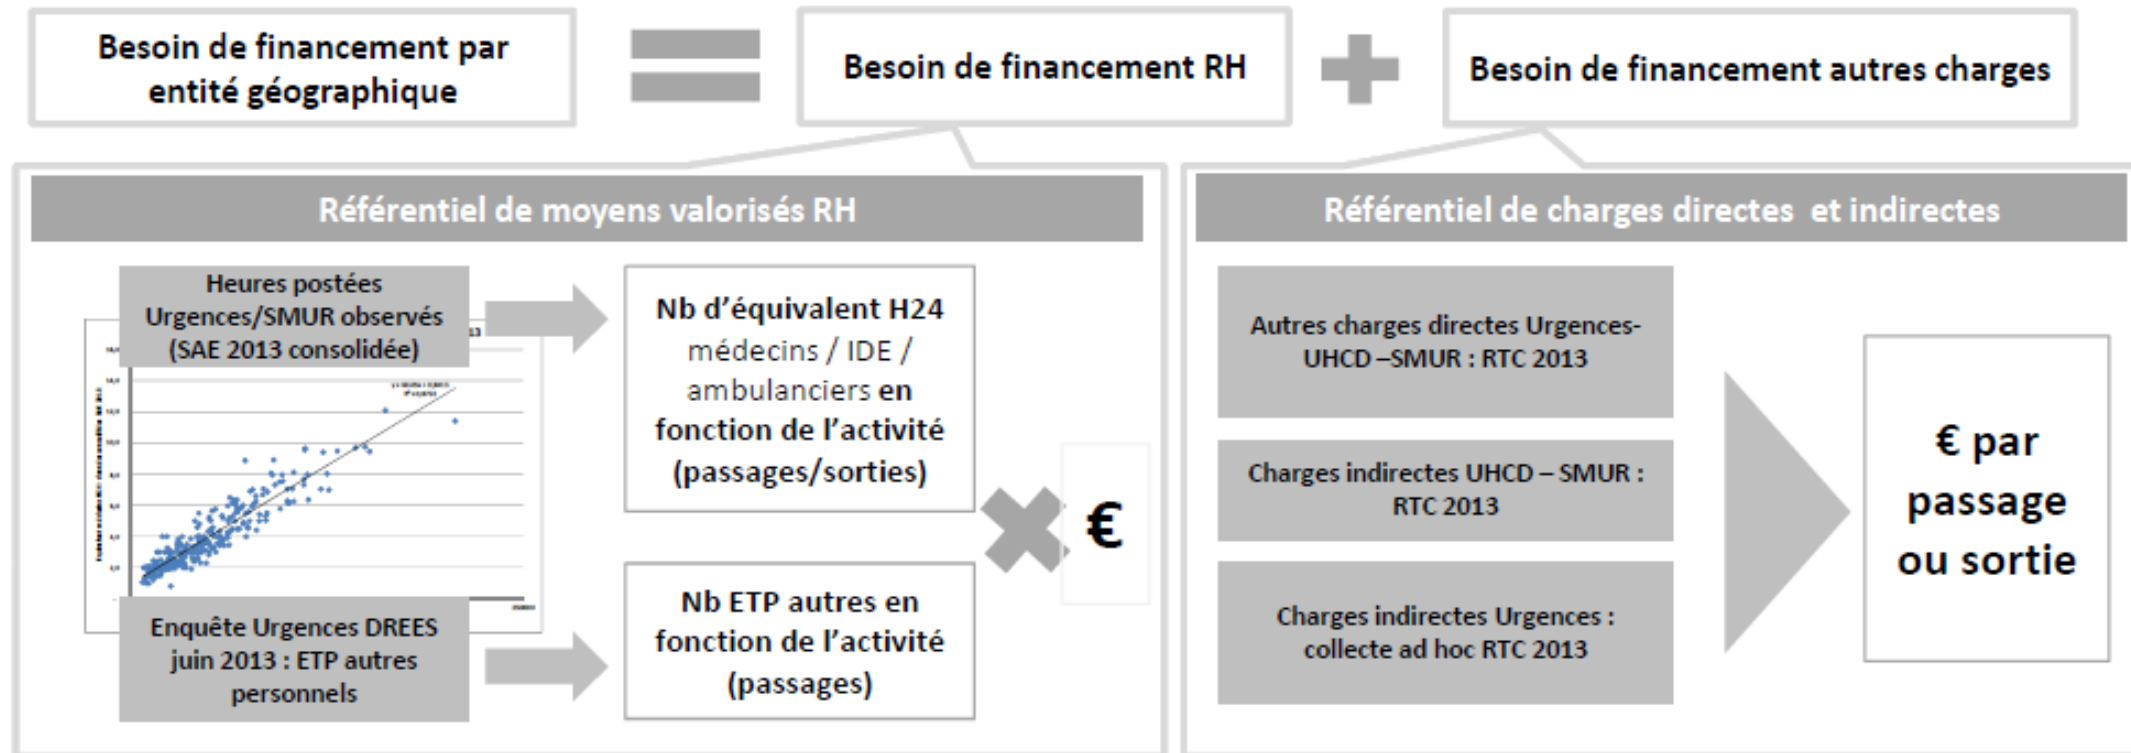 Besoin de financement par
entité géographique
Besoin de financement RH
Besoin de financement autres charges
Référentiel de moyens valorisés RH
Heures postées
Urgences/SMUR observés
(SAE 2013 consolidée)
Nb d'équivalent H24
médecins / IDE /
ambulanciers en
fonction de l'activité
(passages/sorties)
Enquête Urgences DREES
juin 2013 : ETP autres
personnels
Nb ETP autres en
fonction de l'activité
(passages)
€
Référentiel de charges directes et indirectes
Autres charges directes Urgences-
UHCD –SMUR : RTC 2013
Charges indirectes UHCD – SMUR :
RTC 2013
Charges indirectes Urgences :
collecte ad hoc RTC 2013
€ par
passage
ou sortie